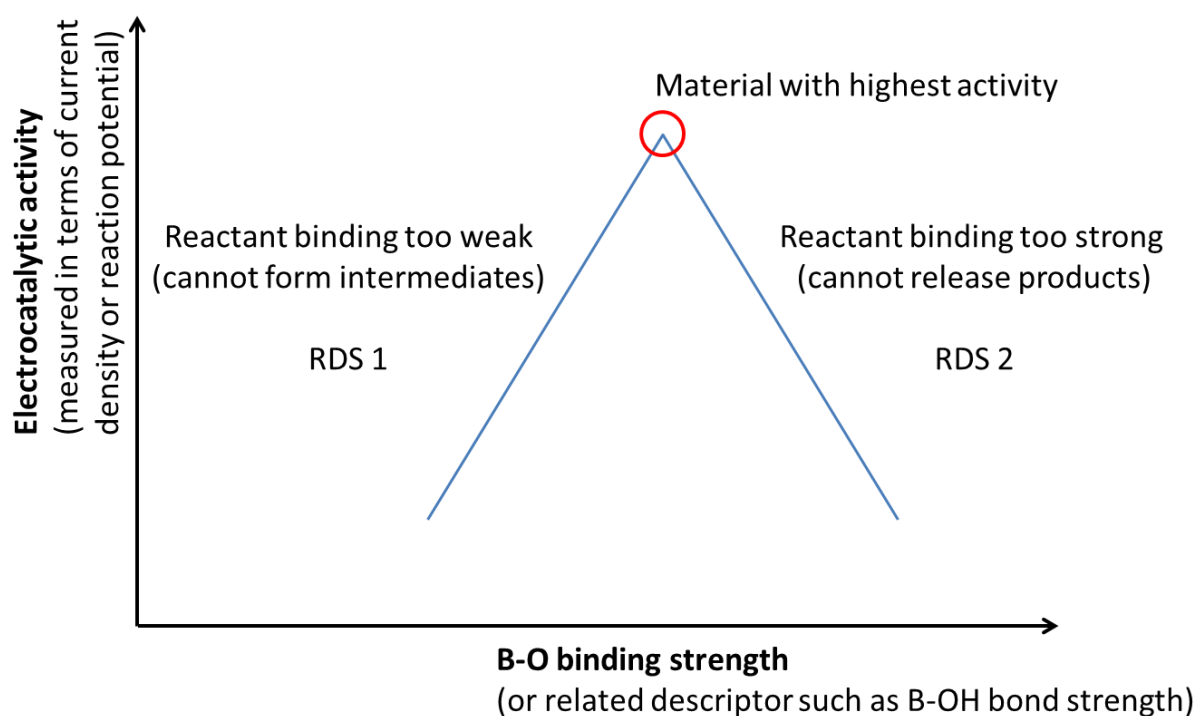 Electrocatalytic activity
(measured in terms of current
density or reaction potential)
Material with highest activity
Reactant binding too weak
(cannot form intermediates)
RDS 1
Reactant binding too strong
(cannot release products)
RDS 2
B-O binding strength
(or related descriptor such as B-OH bond strength)